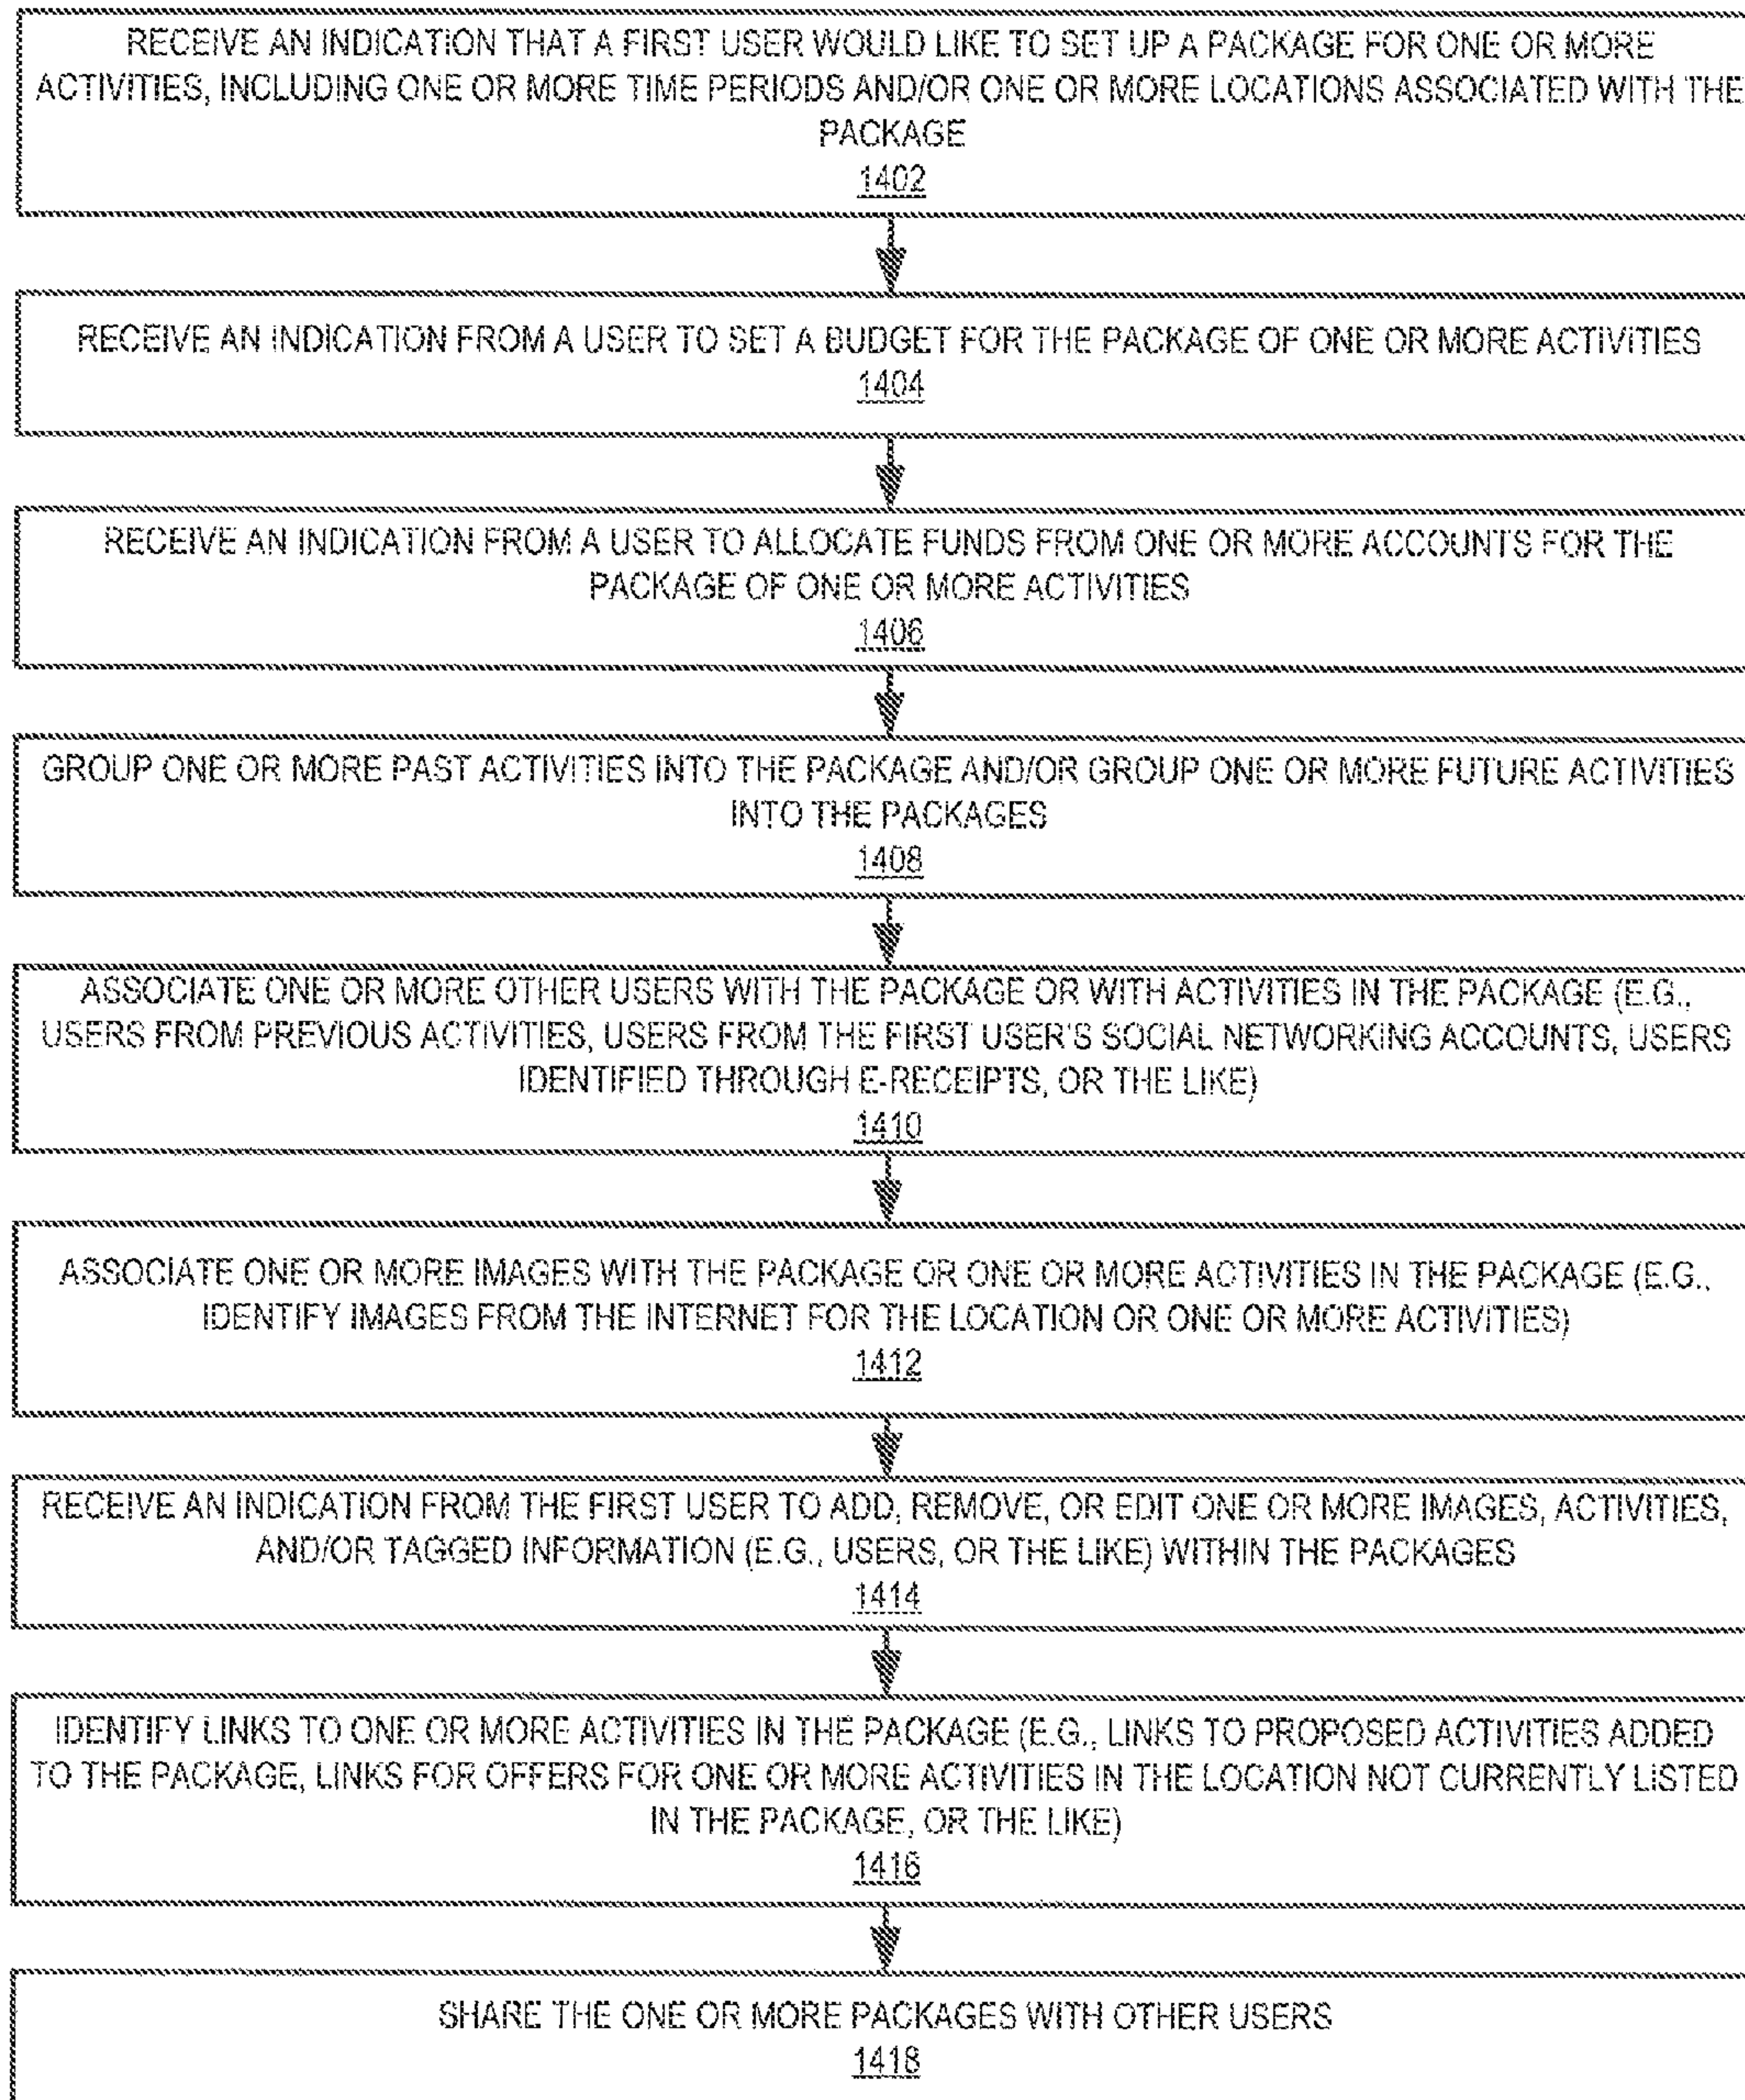 RECEIVE AN INDICATION THAT A FIRST USER WOULD LIKE TO SET UP A PACKAGE FOR ONE OR MORE
ACTIVITIES, INCLUDING ONE OR MORE TIME PERIODS AND/OR ONE OR MORE LOCATIONS ASSOCIATED WITH THE
PACKAGE
1402
RECEIVE AN INDICATION FROM A USER TO SET A BUDGET FOR THE PACKAGE OF ONE OR MORE ACTIVITIES
1404
RECEIVE AN INDICATION FROM A USER TO ALLOCATE FUNDS FROM ONE OR MORE ACCOUNTS FOR THE
PACKAGE OF ONE OR MORE ACTIVITIES
1406
GROUP ONE OR MORE PAST ACTIVITIES INTO THE PACKAGE AND/OR GROUP ONE OR MORE FUTURE ACTIVITIES
INTO THE PACKAGES
1408
ASSOCIATE ONE OR MORE OTHER USERS WITH THE PACKAGE OR WITH ACTIVITIES IN THE PACKAGE (E.G.,
USERS FROM PREVIOUS ACTIVITIES, USERS FROM THE FIRST USER'S SOCIAL NETWORKING ACCOUNTS, USERS
IDENTIFIED THROUGH E-RECEIPTS, OR THE LIKE)
1410
ASSOCIATE ONE OR MORE IMAGES WITH THE PACKAGE OR ONE OR MORE ACTIVITIES IN THE PACKAGE (E.G.,
IDENTIFY IMAGES FROM THE INTERNET FOR THE LOCATION OR ONE OR MORE ACTIVITIES)
1412
RECEIVE AN INDICATION FROM THE FIRST USER TO ADD, REMOVE, OR EDIT ONE OR MORE IMAGES, ACTIVITIES,
AND/OR TAGGED INFORMATION (E.G., USERS, OR THE LIKE) WITHIN THE PACKAGES
1414
IDENTIFY LINKS TO ONE OR MORE ACTIVITIES IN THE PACKAGE (E.G., LINKS TO PROPOSED ACTIVITIES ADDED
TO THE PACKAGE, LINKS FOR OFFERS FOR ONE OR MORE ACTIVITIES IN THE LOCATION NOT CURRENTLY LISTED
IN THE PACKAGE, OR THE LIKE)
1416
SHARE THE ONE OR MORE PACKAGES WITH OTHER USERS
1418